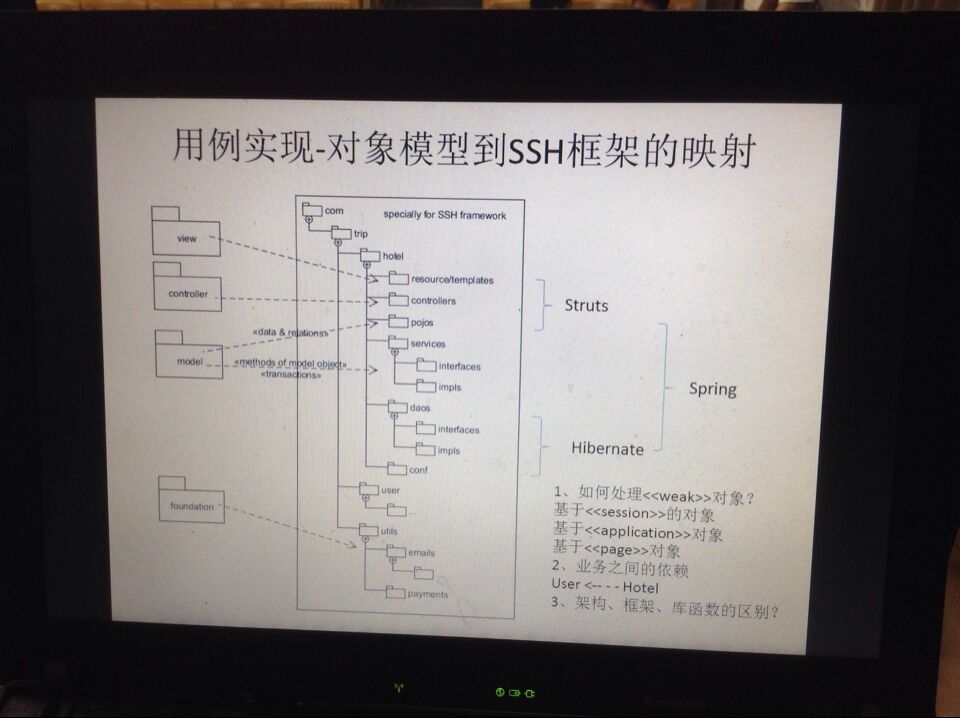 用例实现-对象模型到SSH框架的映射
com
specially for SSH framework
trip
view
hotel
resource/templates
controller
controllers
Struts
pojos
«data & relations»
services
model
«methods of model object»
«transactions»
interfaces
impls
Spring
daos
interfaces
impls
Hibernate
conf
user
foundation
utils
emails
payments
1、如何处理<<weak>>对象?
基于<<session>>的对象
基于<<application>>对象
基于<<page>>对象
2、业务之间的依赖
User <-- - - Hotel
3、架构、框架、库函数的区别?
lenovo